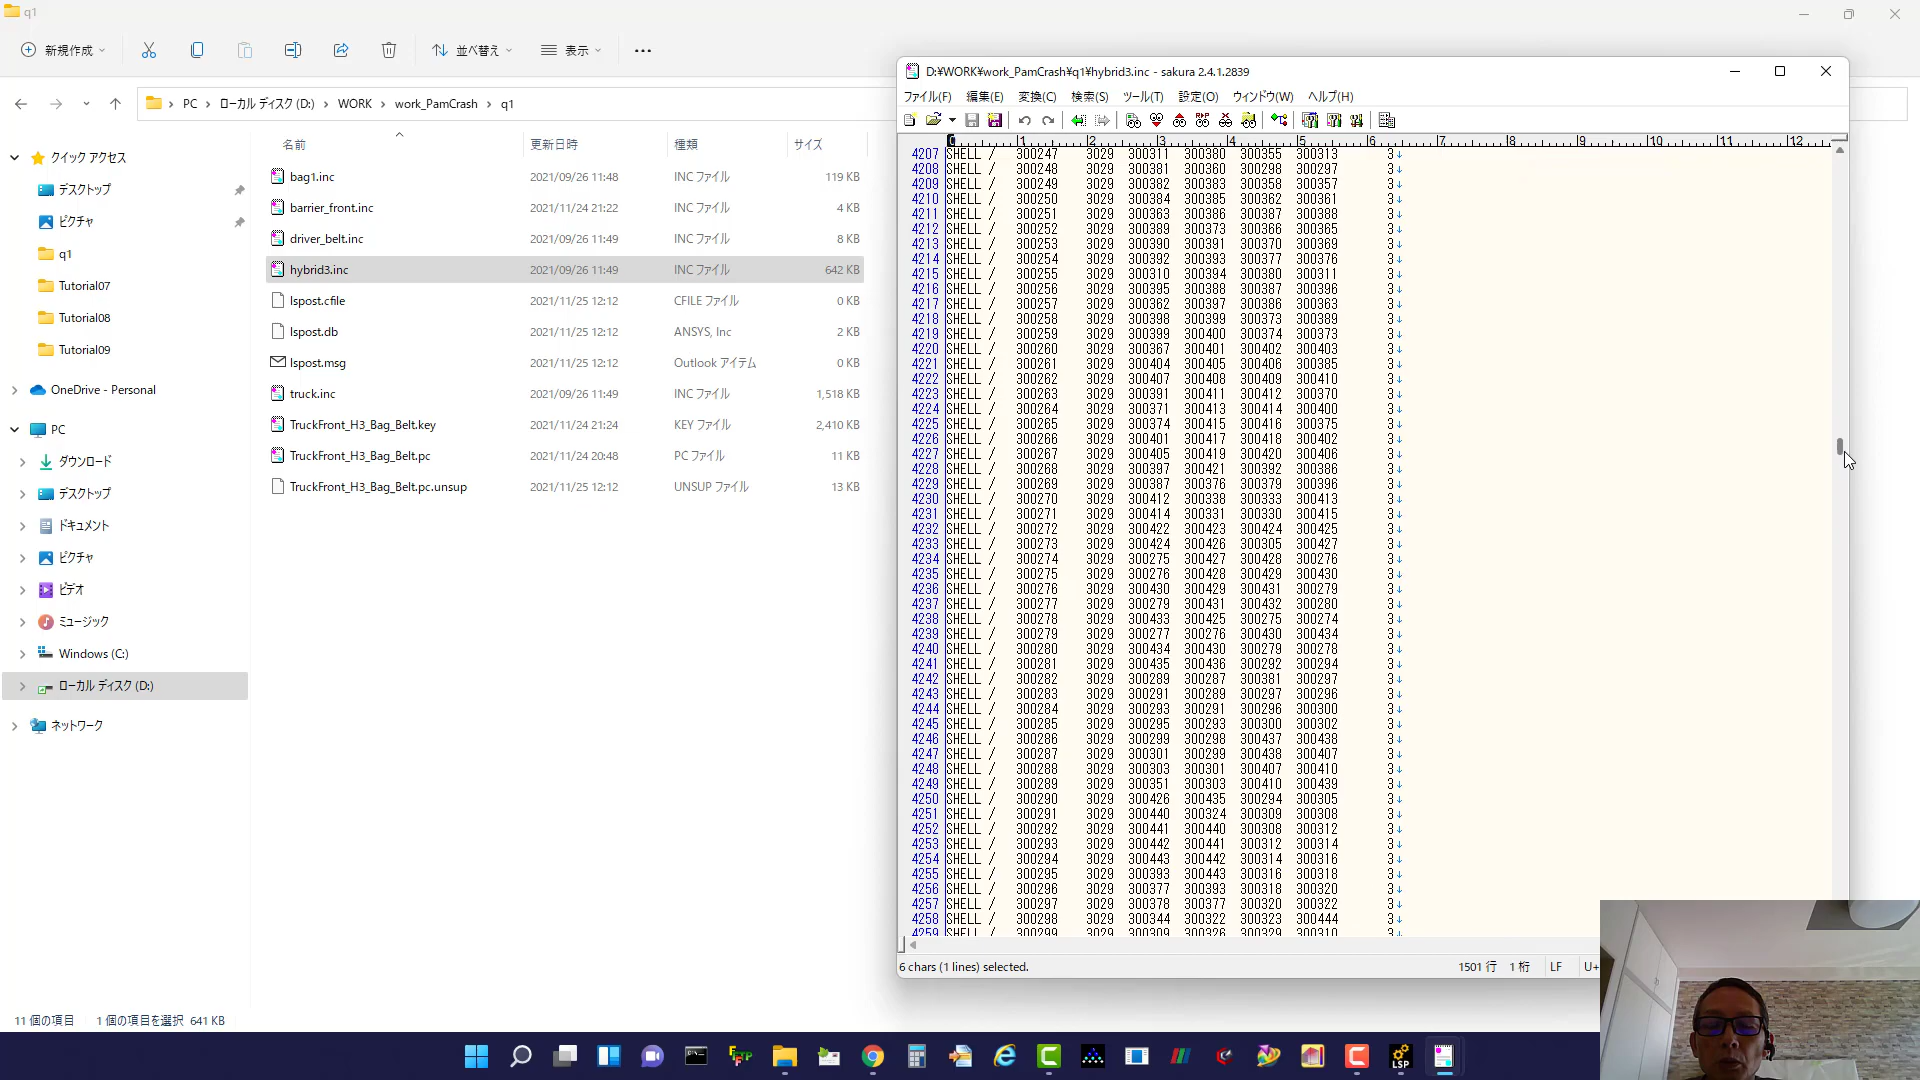 q1
新規作成
並べ替え
表示
PC › ローカル ディスク (D:) › WORK › work_PamCrash › q1
クイック アクセス
デスクトップ
ピクチャ
q1
Tutorial07
Tutorial08
Tutorial09
OneDrive - Personal
PC
ダウンロード
デスクトップ
ドキュメント
ピクチャ
ビデオ
ミュージック
Windows (C:)
ローカル ディスク (D:)
ネットワーク
名前 更新日時 種類 サイズ
bag1.inc 2021/09/26 11:48 INC ファイル 119 KB
barrier_front.inc 2021/11/24 21:22 INC ファイル 4 KB
driver_belt.inc 2021/09/26 11:49 INC ファイル 8 KB
hybrid3.inc 2021/09/26 11:49 INC ファイル 642 KB
lspost.cfile 2021/11/25 12:12 CFILE ファイル 0 KB
lspost.db 2021/11/25 12:12 ANSYS, Inc 2 KB
lspost.msg 2021/11/25 12:12 Outlook アイテム 0 KB
truck.inc 2021/09/26 11:49 INC ファイル 1,518 KB
TruckFront_H3_Bag_Belt.key 2021/11/24 21:24 KEY ファイル 2,410 KB
TruckFront_H3_Bag_Belt.pc 2021/11/24 20:48 PC ファイル 11 KB
TruckFront_H3_Bag_Belt.pc.unsup 2021/11/25 12:12 UNSUP ファイル 13 KB
11 個の項目 1 個の項目を選択 641 KB
D:¥WORK¥work_PamCrash¥q1¥hybrid3.inc - sakura 2.4.1.2839
ファイル(F) 編集(E) 変換(C) 検索(S) ツール(T) 設定(O) ウィンドウ(W) ヘルプ(H)
0 1 2 3 4 5 6 7 8 9 10 11 12
4207 SHELL / 300247 3029 300311 300380 300355 300313 3↓
4208 SHELL / 300248 3029 300381 300360 300298 300297 3↓
4209 SHELL / 300249 3029 300382 300383 300358 300357 3↓
4210 SHELL / 300250 3029 300384 300385 300362 300361 3↓
4211 SHELL / 300251 3029 300363 300386 300387 300388 3↓
4212 SHELL / 300252 3029 300389 300373 300366 300365 3↓
4213 SHELL / 300253 3029 300390 300391 300370 300369 3↓
4214 SHELL / 300254 3029 300392 300393 300377 300376 3↓
4215 SHELL / 300255 3029 300310 300394 300380 300311 3↓
4216 SHELL / 300256 3029 300395 300388 300387 300396 3↓
4217 SHELL / 300257 3029 300362 300397 300386 300363 3↓
4218 SHELL / 300258 3029 300398 300399 300373 300389 3↓
4219 SHELL / 300259 3029 300399 300400 300374 300373 3↓
4220 SHELL / 300260 3029 300367 300401 300402 300403 3↓
4221 SHELL / 300261 3029 300404 300405 300406 300395 3↓
4222 SHELL / 300262 3029 300407 300408 300409 300410 3↓
4223 SHELL / 300263 3029 300391 300411 300412 300370 3↓
4224 SHELL / 300264 3029 300371 300413 300414 300400 3↓
4225 SHELL / 300265 3029 300374 300415 300416 300375 3↓
4226 SHELL / 300266 3029 300401 300417 300418 300402 3↓
4227 SHELL / 300267 3029 300405 300419 300420 300406 3↓
4228 SHELL / 300268 3029 300397 300421 300392 300386 3↓
4229 SHELL / 300269 3029 300387 300376 300379 300396 3↓
4230 SHELL / 300270 3029 300412 300338 300333 300413 3↓
4231 SHELL / 300271 3029 300414 300331 300330 300415 3↓
4232 SHELL / 300272 3029 300422 300423 300424 300425 3↓
4233 SHELL / 300273 3029 300424 300426 300305 300427 3↓
4234 SHELL / 300274 3029 300275 300427 300428 300276 3↓
4235 SHELL / 300275 3029 300276 300428 300429 300430 3↓
4236 SHELL / 300276 3029 300430 300429 300431 300279 3↓
4237 SHELL / 300277 3029 300279 300431 300432 300280 3↓
4238 SHELL / 300278 3029 300433 300425 300275 300274 3↓
4239 SHELL / 300279 3029 300277 300276 300430 300434 3↓
4240 SHELL / 300280 3029 300434 300430 300279 300278 3↓
4241 SHELL / 300281 3029 300435 300436 300292 300294 3↓
4242 SHELL / 300282 3029 300289 300287 300381 300297 3↓
4243 SHELL / 300283 3029 300291 300289 300297 300296 3↓
4244 SHELL / 300284 3029 300293 300291 300296 300300 3↓
4245 SHELL / 300285 3029 300295 300293 300300 300302 3↓
4246 SHELL / 300286 3029 300299 300298 300437 300438 3↓
4247 SHELL / 300287 3029 300301 300299 300438 300407 3↓
4248 SHELL / 300288 3029 300303 300301 300407 300410 3↓
4249 SHELL / 300289 3029 300351 300303 300410 300439 3↓
4250 SHELL / 300290 3029 300426 300435 300294 300305 3↓
4251 SHELL / 300291 3029 300440 300324 300309 300308 3↓
4252 SHELL / 300292 3029 300441 300440 300308 300312 3↓
4253 SHELL / 300293 3029 300442 300441 300312 300314 3↓
4254 SHELL / 300294 3029 300443 300442 300314 300316 3↓
4255 SHELL / 300295 3029 300393 300443 300316 300318 3↓
4256 SHELL / 300296 3029 300377 300393 300318 300320 3↓
4257 SHELL / 300297 3029 300378 300377 300320 300322 3↓
4258 SHELL / 300298 3029 300344 300322 300323 300444 3↓
4259 SHELL / 300299 3029 300309 300326 300329 300310 3↓
6 chars (1 lines) selected. 1501 行 1 桁 LF U+
FTP
LSP